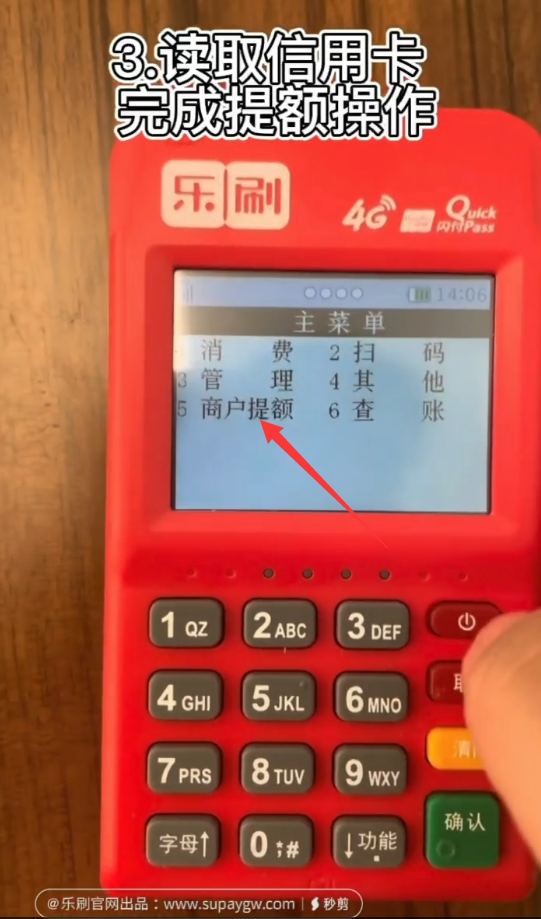 3.读取信用卡
完成提额操作
乐刷
4G
Quick
闪付Pass
14:06
主菜单
消费 2 扫码
3 管理 4 其他
5 商户提额 6 查账
1 QZ 2 ABC 3 DEF
4 GHI 5 JKL 6 MNO
7 PRS 8 TUV 9 WXY
清
确认
字母↑ 0 ;# ↓功能
@乐刷官网出品：www.supaygw.com 秒剪